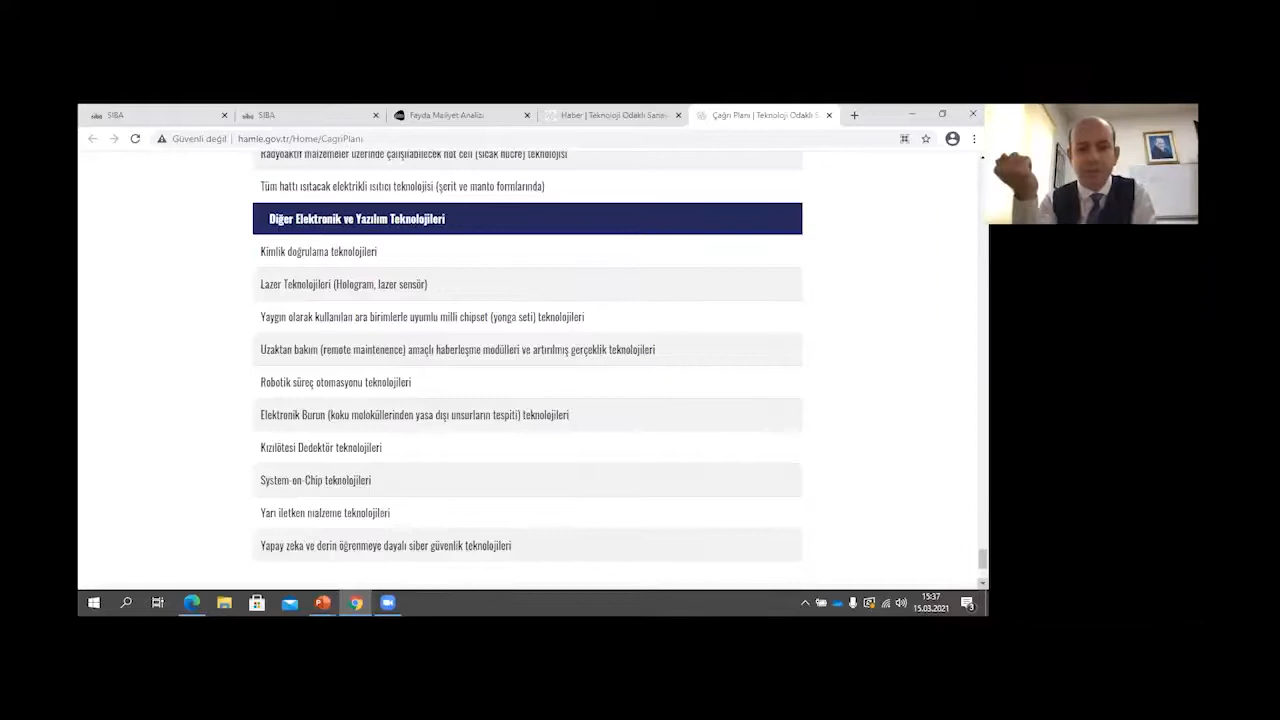 SIBA
SIBA
Fayda Maliyet Analizi
Haber | Teknoloji Odaklı Sanay
Çağrı Planı | Teknoloji Odaklı S
Güvenli değil | hamle.gov.tr/Home/CagriPlani
Radyoaktif malzemeler üzerinde çalışılabilecek hot cell (sıcak hücre) teknolojisi
Tüm hattı ısıtacak elektrikli ısıtıcı teknolojisi (şerit ve manto formlarında)
Diğer Elektronik ve Yazılım Teknolojileri
Kimlik doğrulama teknolojileri
Lazer Teknolojileri (Hologram, lazer sensör)
Yaygın olarak kullanılan ara birimlerle uyumlu milli chipset (yonga seti) teknolojileri
Uzaktan bakım (remote maintenence) amaçlı haberleşme modülleri ve artırılmış gerçeklik teknolojileri
Robotik süreç otomasyonu teknolojileri
Elektronik Burun (koku moloküllerinden yasa dışı unsurların tespiti) teknolojileri
Kızılötesi Dedektör teknolojileri
System-on-Chip teknolojileri
Yarı iletken malzeme teknolojileri
Yapay zeka ve derin öğrenmeye dayalı siber güvenlik teknolojileri
15:37
15.03.2021
3